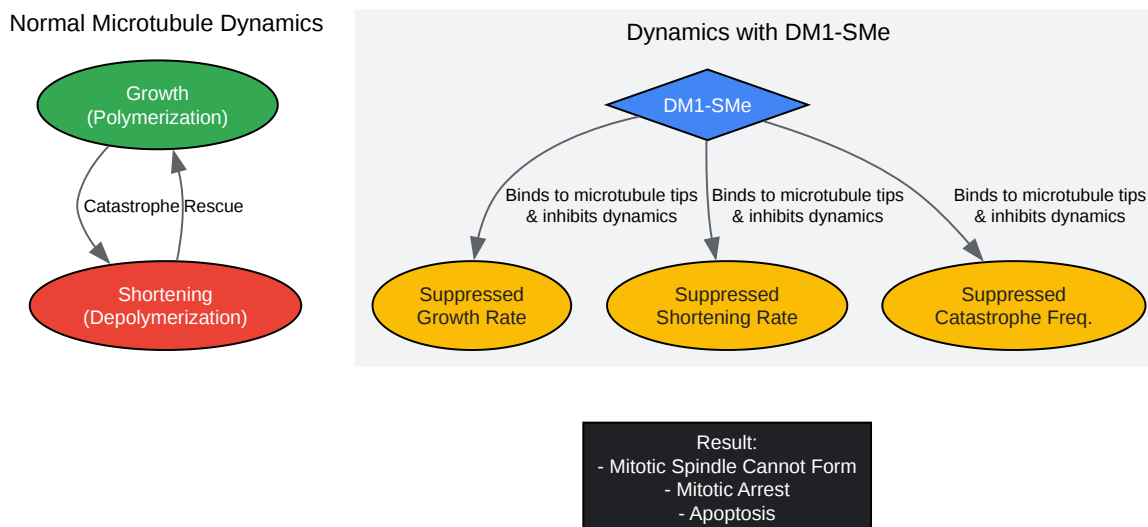 Normal Microtubule Dynamics
Growth
(Polymerization)
Catastrophe
Rescue
Shortening
(Depolymerization)
Dynamics with DM1-SMe
DM1-SMe
Binds to microtubule tips
& inhibits dynamics
Binds to microtubule tips
& inhibits dynamics
Binds to microtubule tips
& inhibits dynamics
Suppressed
Growth Rate
Suppressed
Shortening Rate
Suppressed
Catastrophe Freq.
Result:
- Mitotic Spindle Cannot Form
- Mitotic Arrest
- Apoptosis